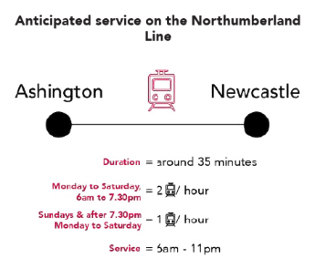 Anticipated service on the Northumberland
Line
Ashington
Newcastle
Duration = around 35 minutes
Monday to Saturday,
6am to 7.30pm = 2 / hour
Sundays & after 7.30pm
Monday to Saturday – 1 / hour
Service = 6am - 11pm